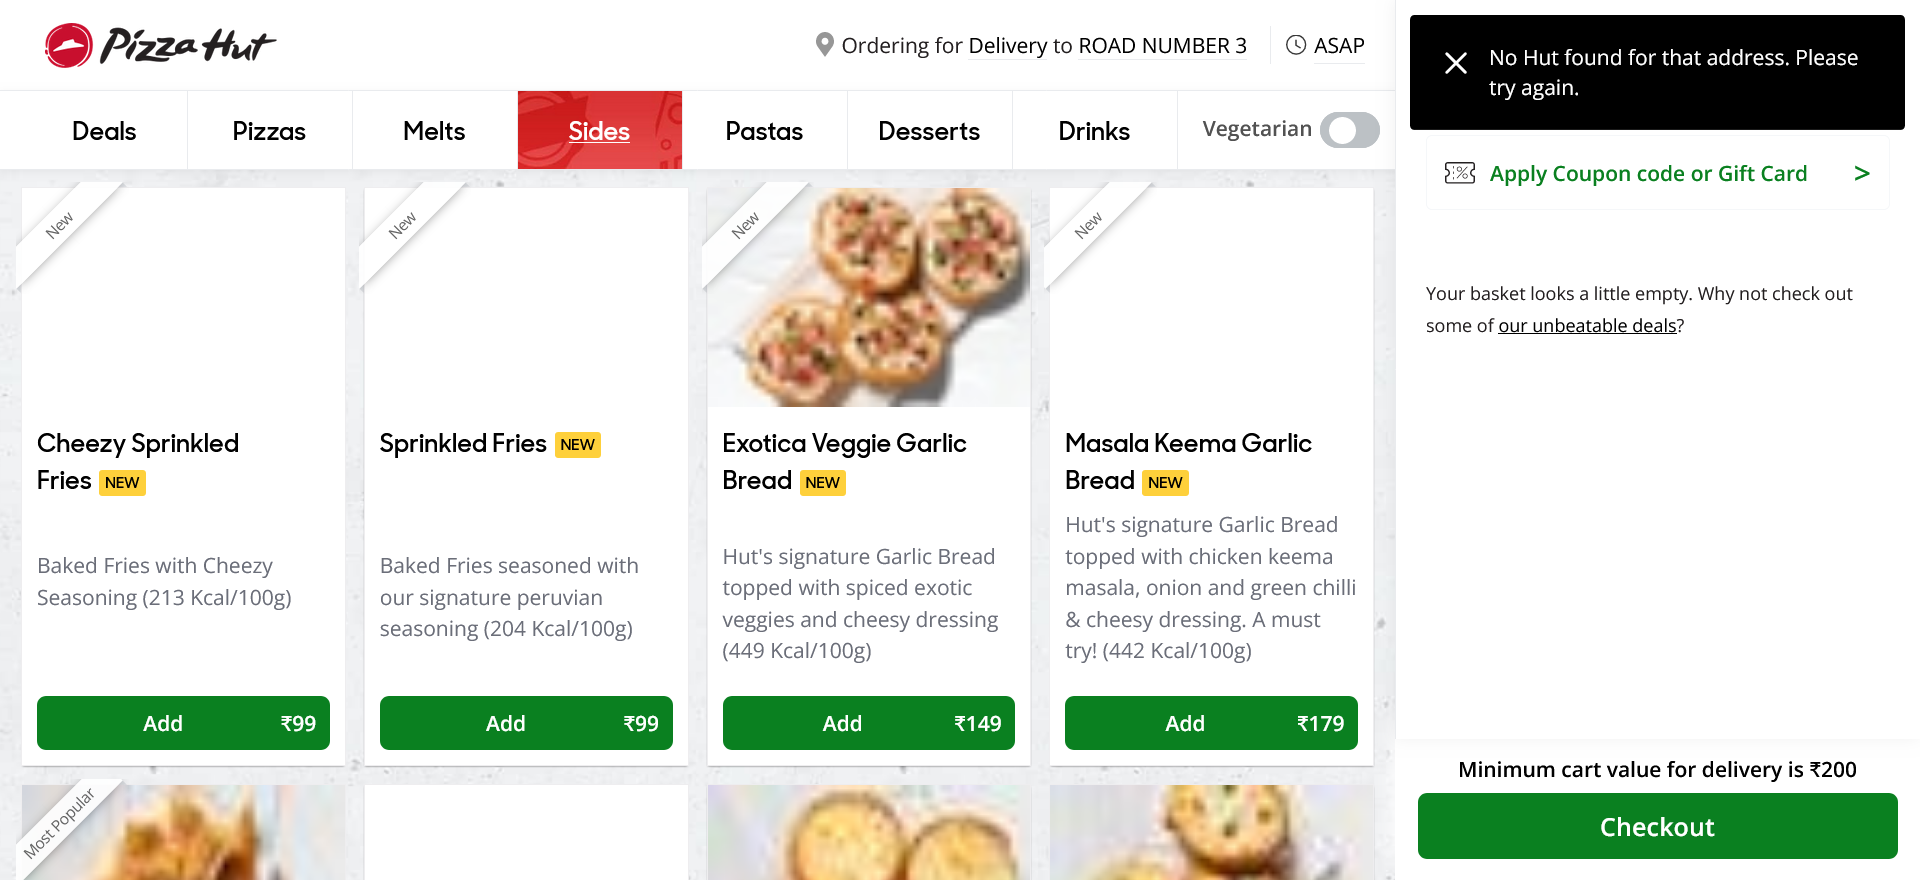 Pizza Hut
Ordering for Delivery to ROAD NUMBER 3
ASAP
Deals
Pizzas
Melts
Sides
Pastas
Desserts
Drinks
Vegetarian
No Hut found for that address. Please
try again.
Apply Coupon code or Gift Card >
Your basket looks a little empty. Why not check out
some of our unbeatable deals?
New
Cheezy Sprinkled
Fries NEW
Baked Fries with Cheezy
Seasoning (213 Kcal/100g)
Add ₹99
New
Sprinkled Fries NEW
Baked Fries seasoned with
our signature peruvian
seasoning (204 Kcal/100g)
Add ₹99
New
Exotica Veggie Garlic
Bread NEW
Hut's signature Garlic Bread
topped with spiced exotic
veggies and cheesy dressing
(449 Kcal/100g)
Add ₹149
New
Masala Keema Garlic
Bread NEW
Hut's signature Garlic Bread
topped with chicken keema
masala, onion and green chilli
& cheesy dressing. A must
try! (442 Kcal/100g)
Add ₹179
Most Popular
Minimum cart value for delivery is ₹200
Checkout